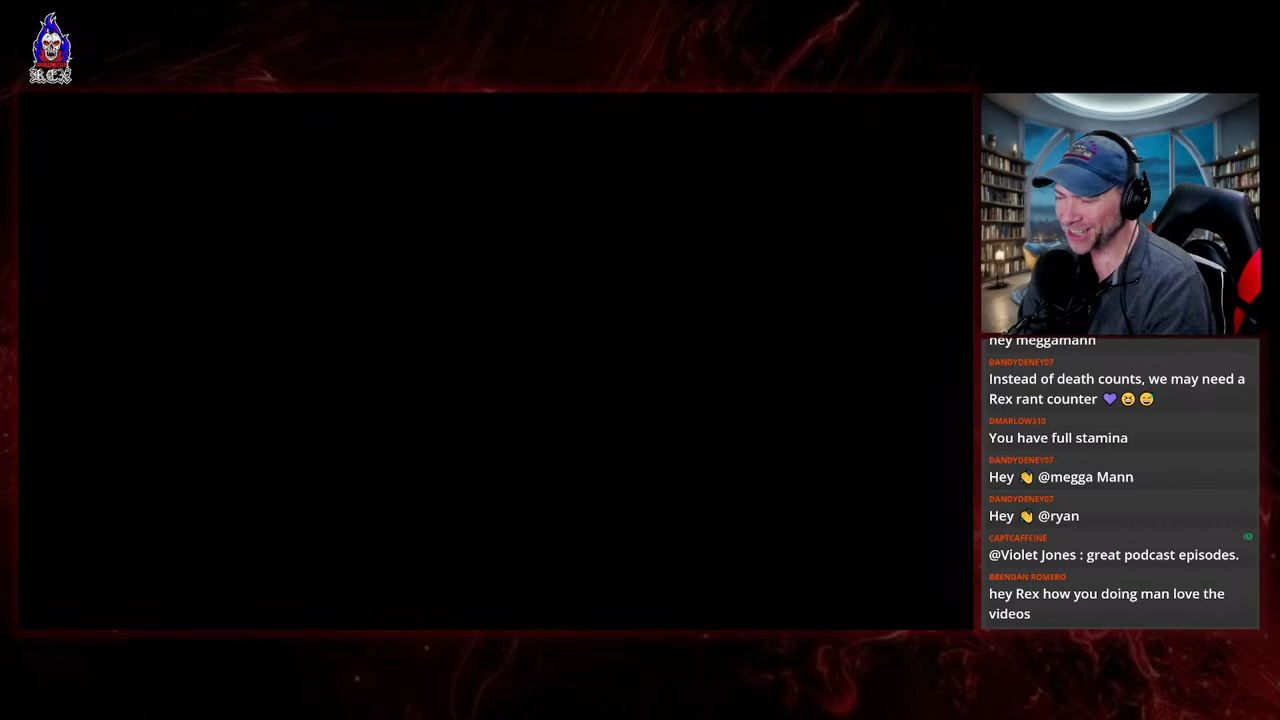 REX
hey meggamann
DANDYDENEY07
Instead of death counts, we may need a
Rex rant counter 💜 😆 😅
DMARLOW310
You have full stamina
DANDYDENEY07
Hey 👋 @megga Mann
DANDYDENEY07
Hey 👋 @ryan
CAPTCAFFEINE
@Violet Jones : great podcast episodes.
BRENDAN ROMERO
hey Rex how you doing man love the
videos